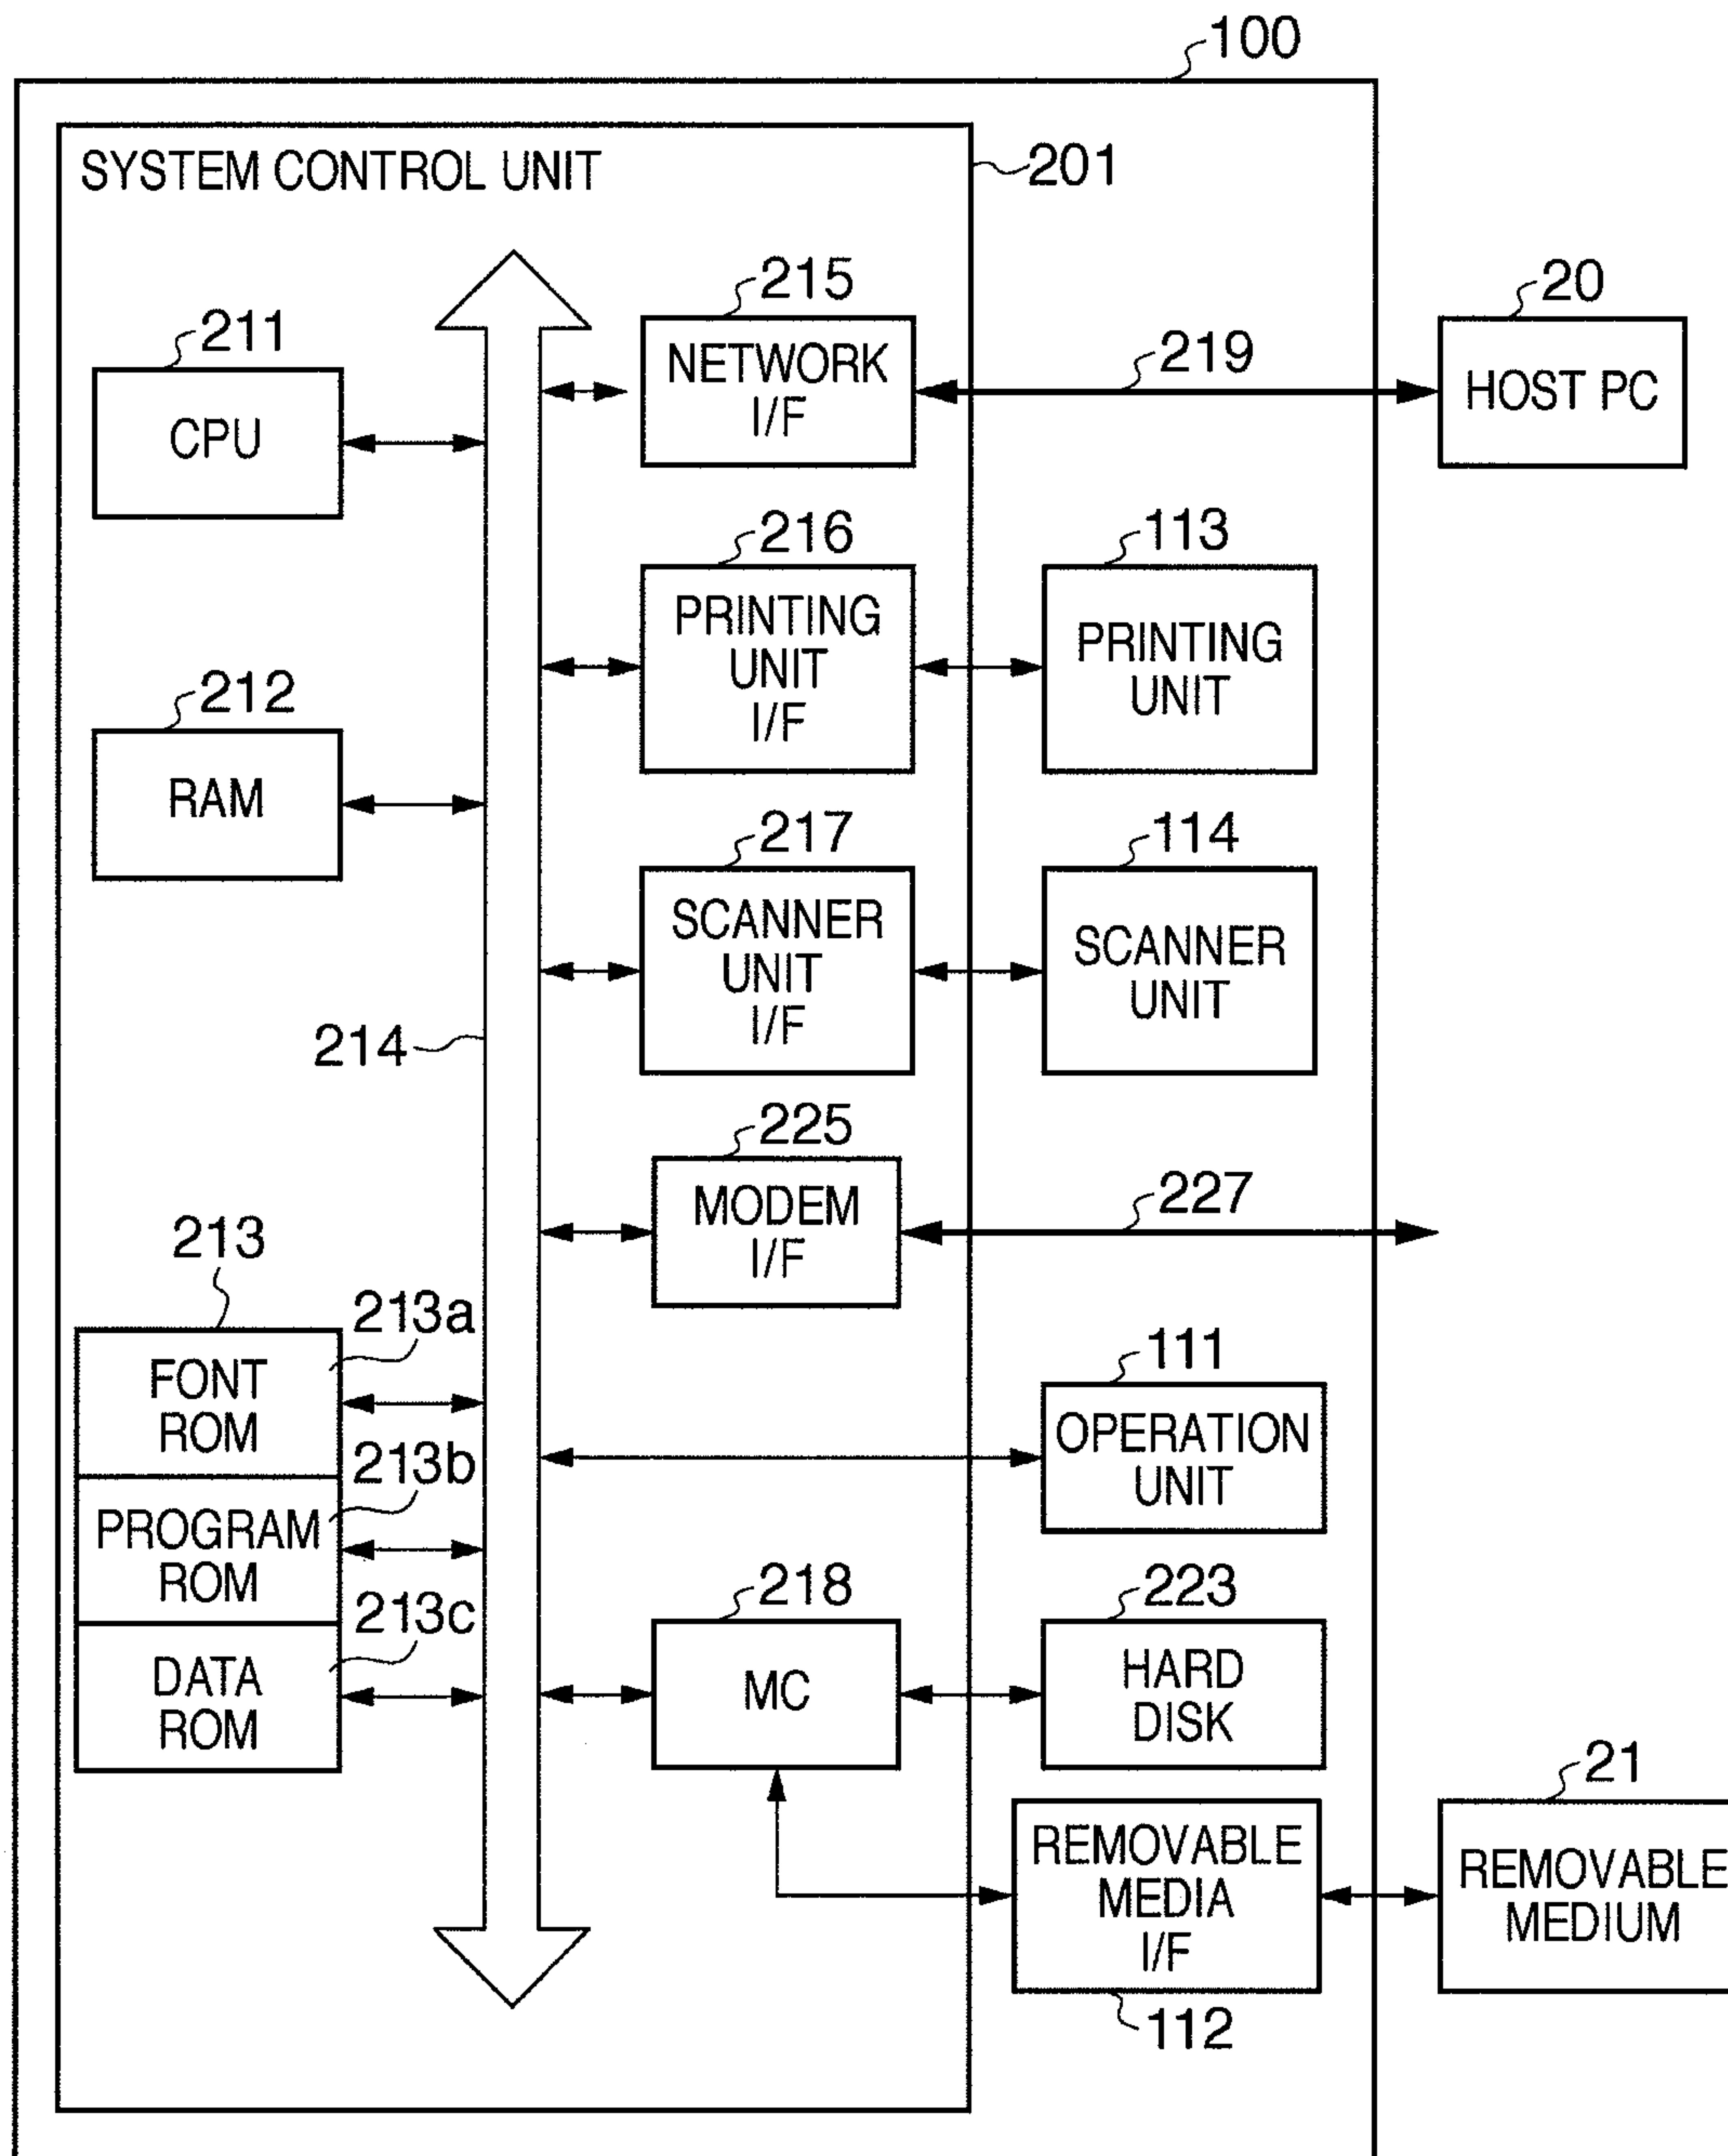 100
SYSTEM CONTROL UNIT
201
215
NETWORK
I/F
219
20
HOST PC
211
CPU
216
PRINTING
UNIT
I/F
113
PRINTING
UNIT
212
RAM
217
SCANNER
UNIT
I/F
114
SCANNER
UNIT
214
225
MODEM
I/F
227
213
213a
FONT
ROM
213b
PROGRAM
ROM
213c
DATA
ROM
111
OPERATION
UNIT
218
MC
223
HARD
DISK
REMOVABLE
MEDIA
I/F
112
21
REMOVABLE
MEDIUM